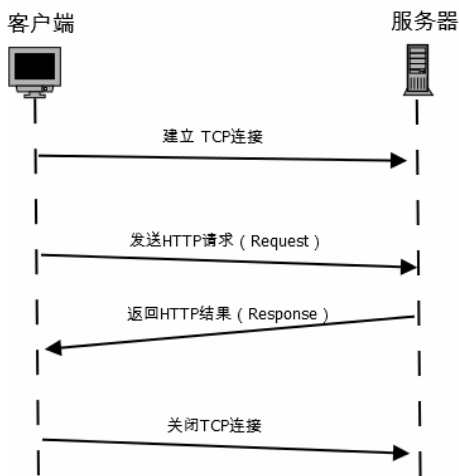 客户端
服务器
建立 TCP连接
发送HTTP请求（Request）
返回HTTP结果（Response）
关闭TCP连接